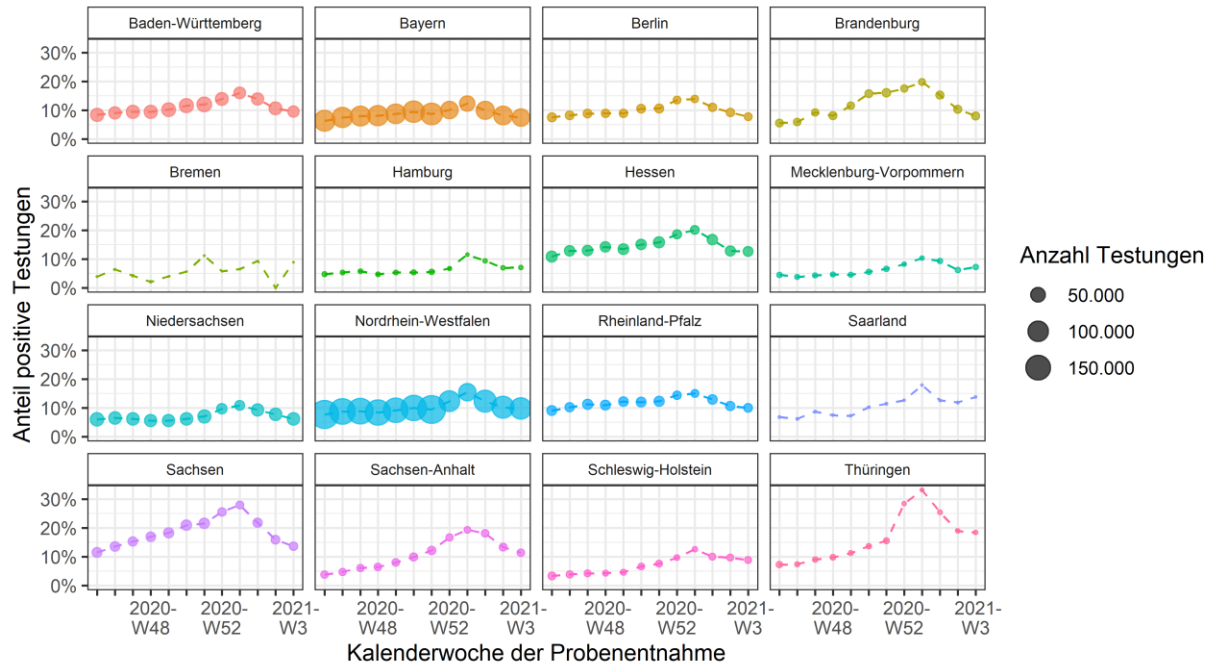 Baden-Württemberg
Bayern
Berlin
Brandenburg
30%
20%
10%
0%
Bremen
Hamburg
Hessen
Mecklenburg-Vorpommern
30%
20%
10%
0%
Niedersachsen
Nordrhein-Westfalen
Rheinland-Pfalz
Saarland
30%
20%
10%
0%
Sachsen
Sachsen-Anhalt
Schleswig-Holstein
Thüringen
30%
20%
10%
0%
Anteil positive Testungen
2020-
W48
2020-
W52
2021-
W3
2020-
W48
2020-
W52
2021-
W3
2020-
W48
2020-
W52
2021-
W3
2020-
W48
2020-
W52
2021-
W3
Kalenderwoche der Probenentnahme
Anzahl Testungen
50.000
100.000
150.000